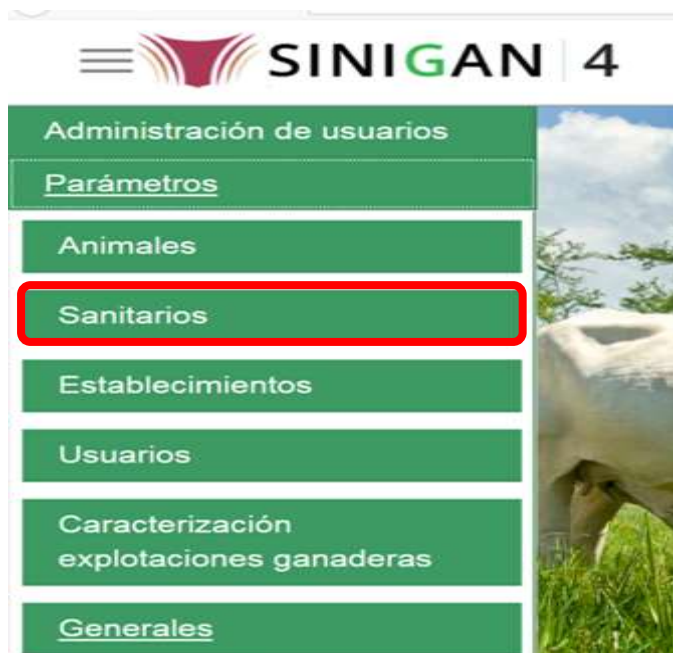 SINIGAN 4
Administración de usuarios
Parámetros
Animales
Sanitarios
Establecimientos
Usuarios
Caracterización
explotaciones ganaderas
Generales